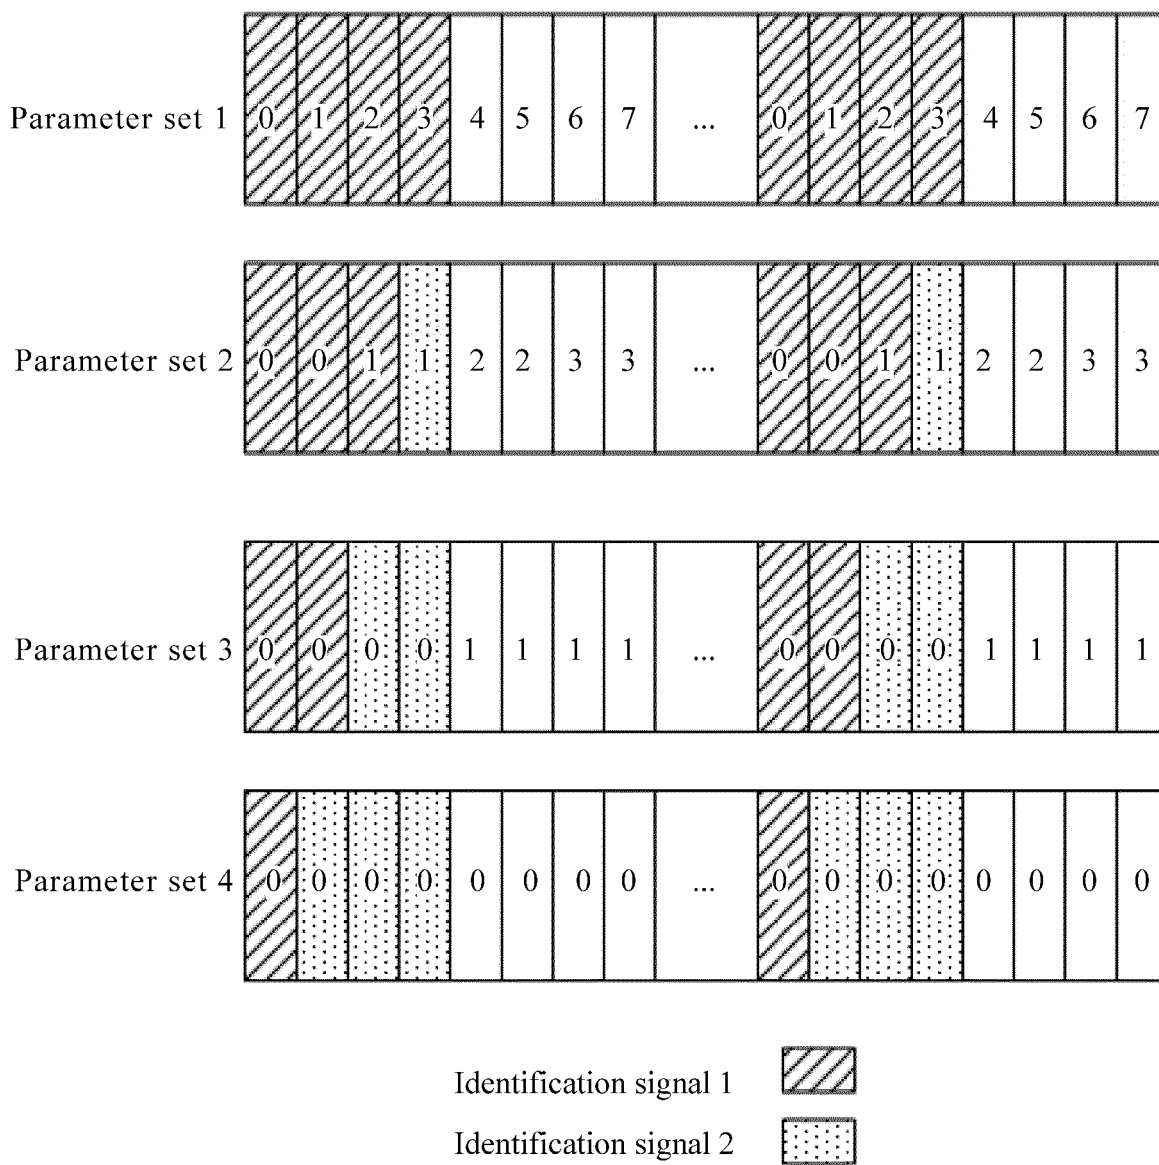 Parameter set 1 0 1 2 3 4 5 6 7 ... 0 1 2 3 4 5 6 7
Parameter set 2 0 0 1 1 2 2 3 3 ... 0 0 1 1 2 2 3 3
Parameter set 3 0 0 0 0 1 1 1 1 ... 0 0 0 0 1 1 1 1
Parameter set 4 0 0 0 0 0 0 0 0 ... 0 0 0 0 0 0 0 0
Identification signal 1
Identification signal 2